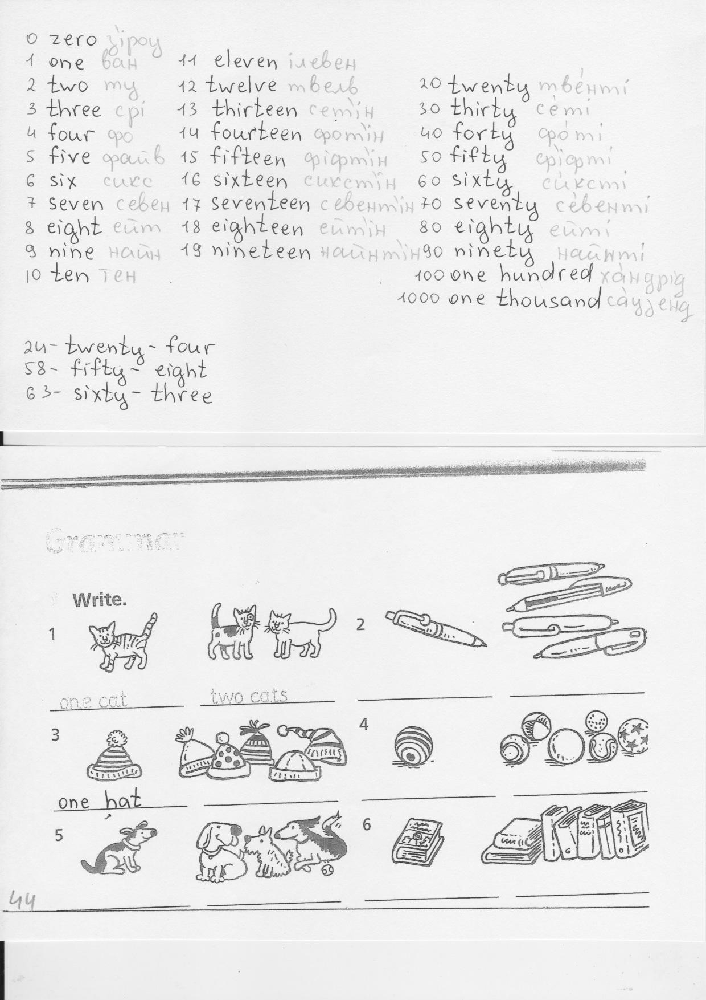 0 zero зіроу
1 one ван 11 eleven ілевен
2 two ту 12 twelve твелв 20 twenty твенті
3 three срі 13 thirteen сетін 30 thirty сеті
4 four фо 14 fourteen фотін 40 forty фоті
5 five файв 15 fifteen фіфтін 50 fifty фіфті
6 six сикс 16 sixteen сикстін 60 sixty сиксті
7 seven севен 17 seventeen севентін 70 seventy севенті
8 eight ейт 18 eighteen ейтін 80 eighty ейті
9 nine найн 19 nineteen найнтін 90 ninety найнті
10 ten тен 100 one hundred хандрід
1000 one thousand саузенд
24- twenty- four
58- fifty- eight
63- sixty- three
Grammar
Write.
1 2
one cat two cats
3 4
one hat
5 6
44